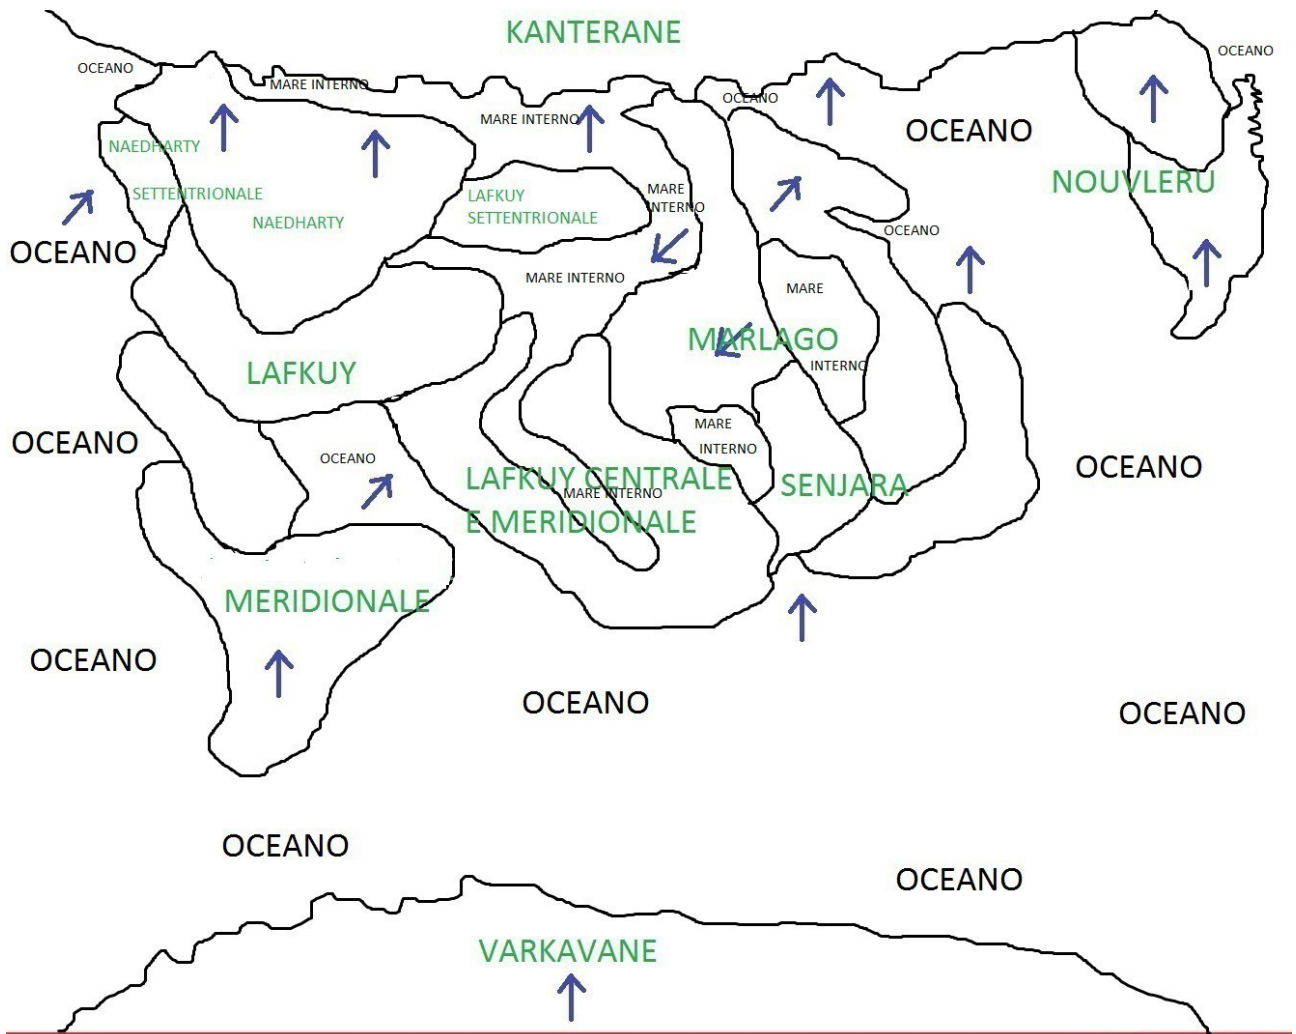 KANTERANE
OCEANO
OCEANO
MARE INTERNO
OCEANO
MARE INTERNO
OCEANO
NAEDHARTY
SETTENTRIONALE
NAEDHARTY
LAFKUY
SETTENTRIONALE
MARE
INTERNO
NOUVLERU
OCEANO
OCEANO
MARE INTERNO
MARE
INTERNO
MARLAGO
LAFKUY
OCEANO
OCEANO
MARE
INTERNO
LAFKUY CENTRALE
E MERIDIONALE
MARE INTERNO
SENJARA
OCEANO
MERIDIONALE
OCEANO
OCEANO
OCEANO
OCEANO
OCEANO
VARKAVANE